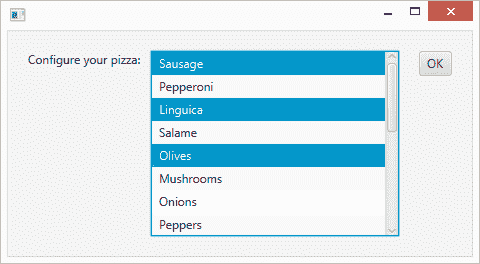 Configure your pizza:
Sausage
Pepperoni
Linguica
Salame
Olives
Mushrooms
Onions
Peppers
OK